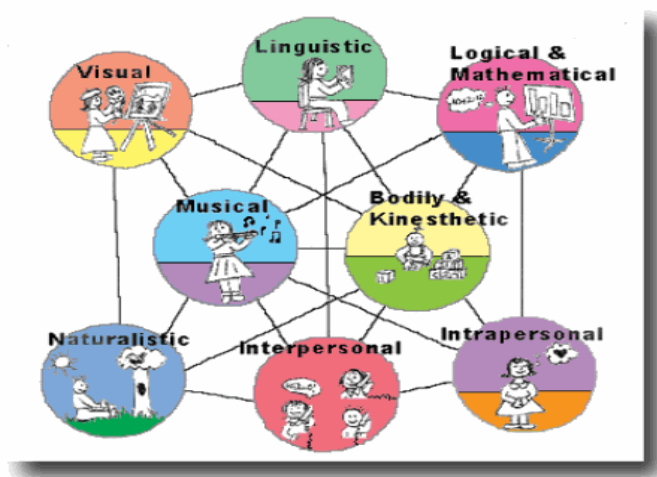 Linguistic
Visual
Logical &
Mathematical
Musical
Bodily &
Kinesthetic
Naturalistic
Interpersonal
Intrapersonal